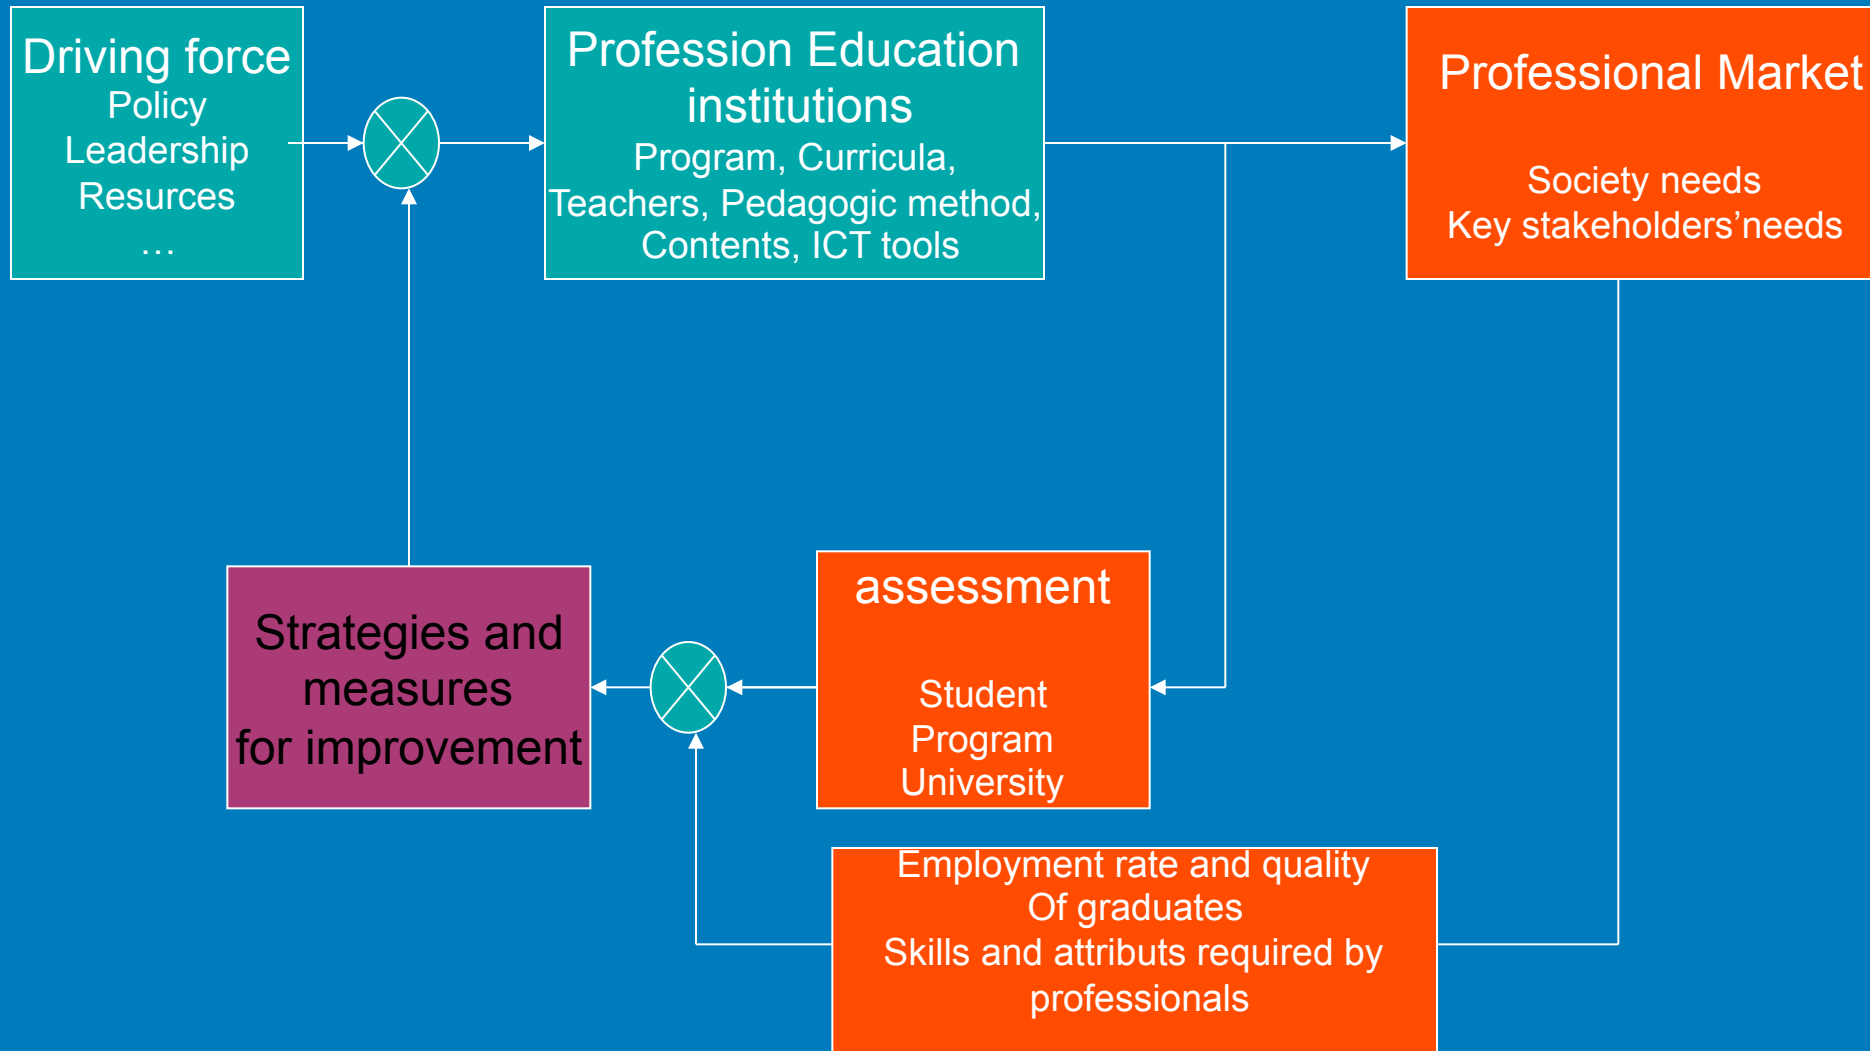 Driving force
Policy
Leadership
Resurces
…
Profession Education
institutions
Program, Curricula,
Teachers, Pedagogic method,
Contents, ICT tools
Professional Market
Society needs
Key stakeholders’needs
Strategies and
measures
for improvement
assessment
Student
Program
University
Employment rate and quality
Of graduates
Skills and attributs required by
professionals